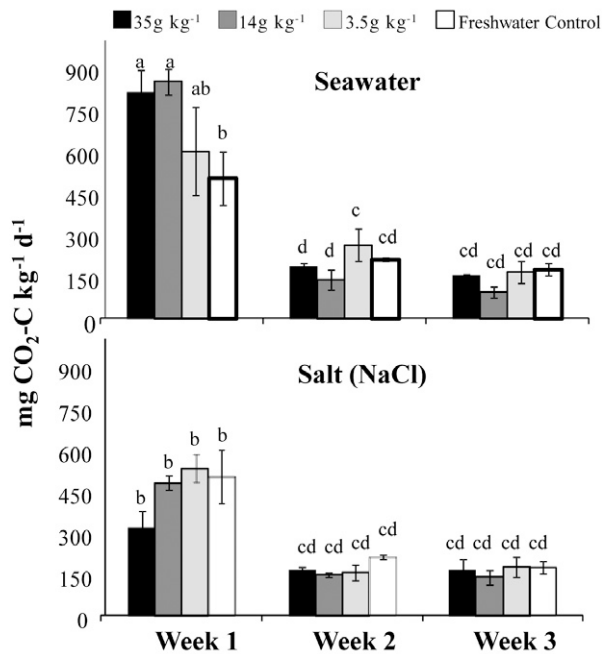 35g kg-1 14g kg-1 3.5g kg-1 Freshwater Control
mg CO2-C kg-1 d-1
Seawater
900
750
600
450
300
150
0
a a ab b
d d c cd
cd cd cd cd
Salt (NaCl)
900
750
600
450
300
150
0
b b b b
cd cd cd cd
cd cd cd cd
Week 1 Week 2 Week 3